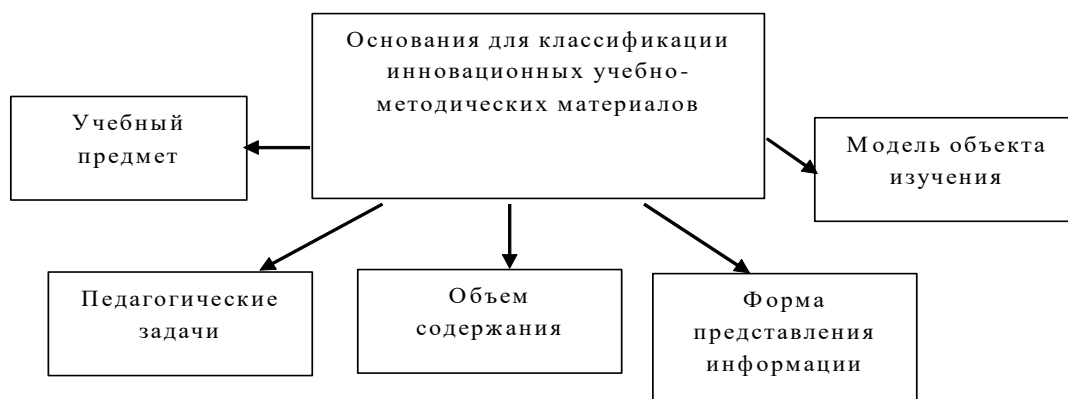 Основания для классификации
инновационных учебно-
методических материалов
Учебный
предмет
Модель объекта
изучения
Педагогические
задачи
Объем
содержания
Форма
представления
информации